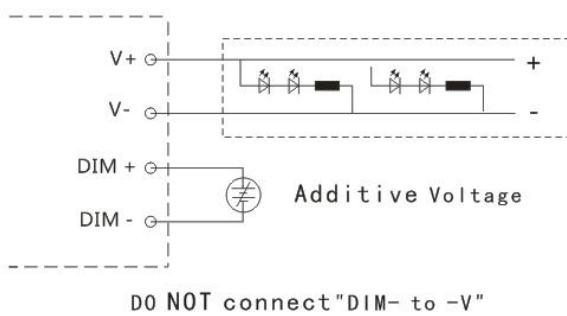 V+
+
V-
-
DIM +
Additive Voltage
DIM -
DO NOT connect"DIM- to -V"